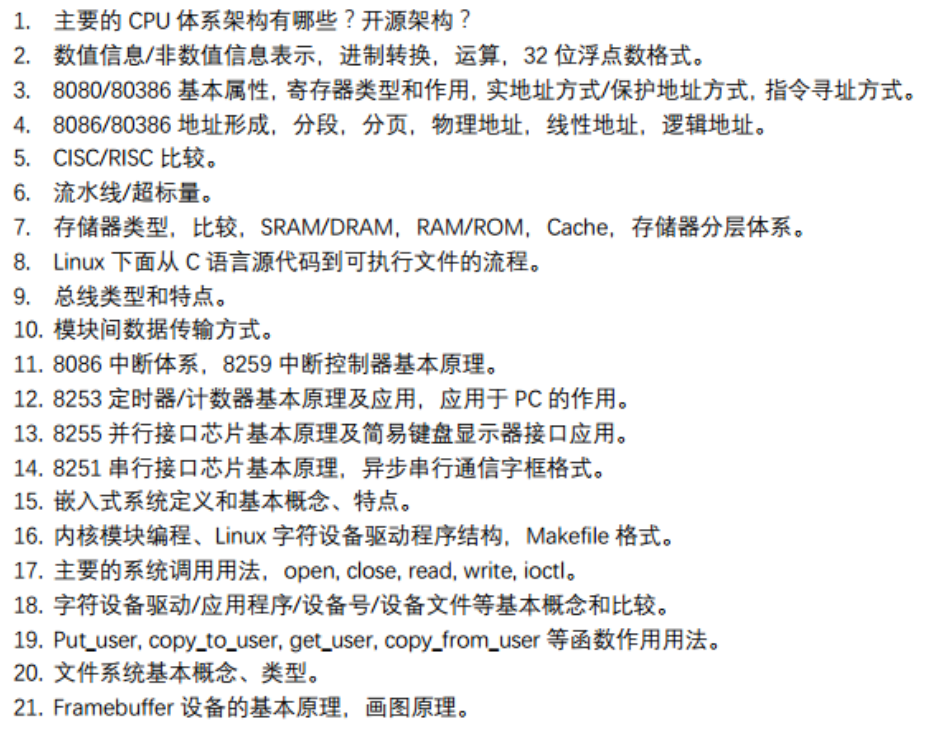 1. 主要的 CPU 体系架构有哪些？开源架构？
2. 数值信息/非数值信息表示，进制转换，运算，32 位浮点数格式。
3. 8080/80386 基本属性, 寄存器类型和作用, 实地址方式/保护地址方式, 指令寻址方式。
4. 8086/80386 地址形成，分段，分页，物理地址，线性地址，逻辑地址。
5. CISC/RISC 比较。
6. 流水线/超标量。
7. 存储器类型，比较，SRAM/DRAM，RAM/ROM，Cache，存储器分层体系。
8. Linux 下面从 C 语言源代码到可执行文件的流程。
9. 总线类型和特点。
10. 模块间数据传输方式。
11. 8086 中断体系，8259 中断控制器基本原理。
12. 8253 定时器/计数器基本原理及应用，应用于 PC 的作用。
13. 8255 并行接口芯片基本原理及简易键盘显示器接口应用。
14. 8251 串行接口芯片基本原理，异步串行通信字框格式。
15. 嵌入式系统定义和基本概念、特点。
16. 内核模块编程、Linux 字符设备驱动程序结构，Makefile 格式。
17. 主要的系统调用用法，open, close, read, write, ioctl。
18. 字符设备驱动/应用程序/设备号/设备文件等基本概念和比较。
19. Put_user, copy_to_user, get_user, copy_from_user 等函数作用用法。
20. 文件系统基本概念、类型。
21. Framebuffer 设备的基本原理，画图原理。